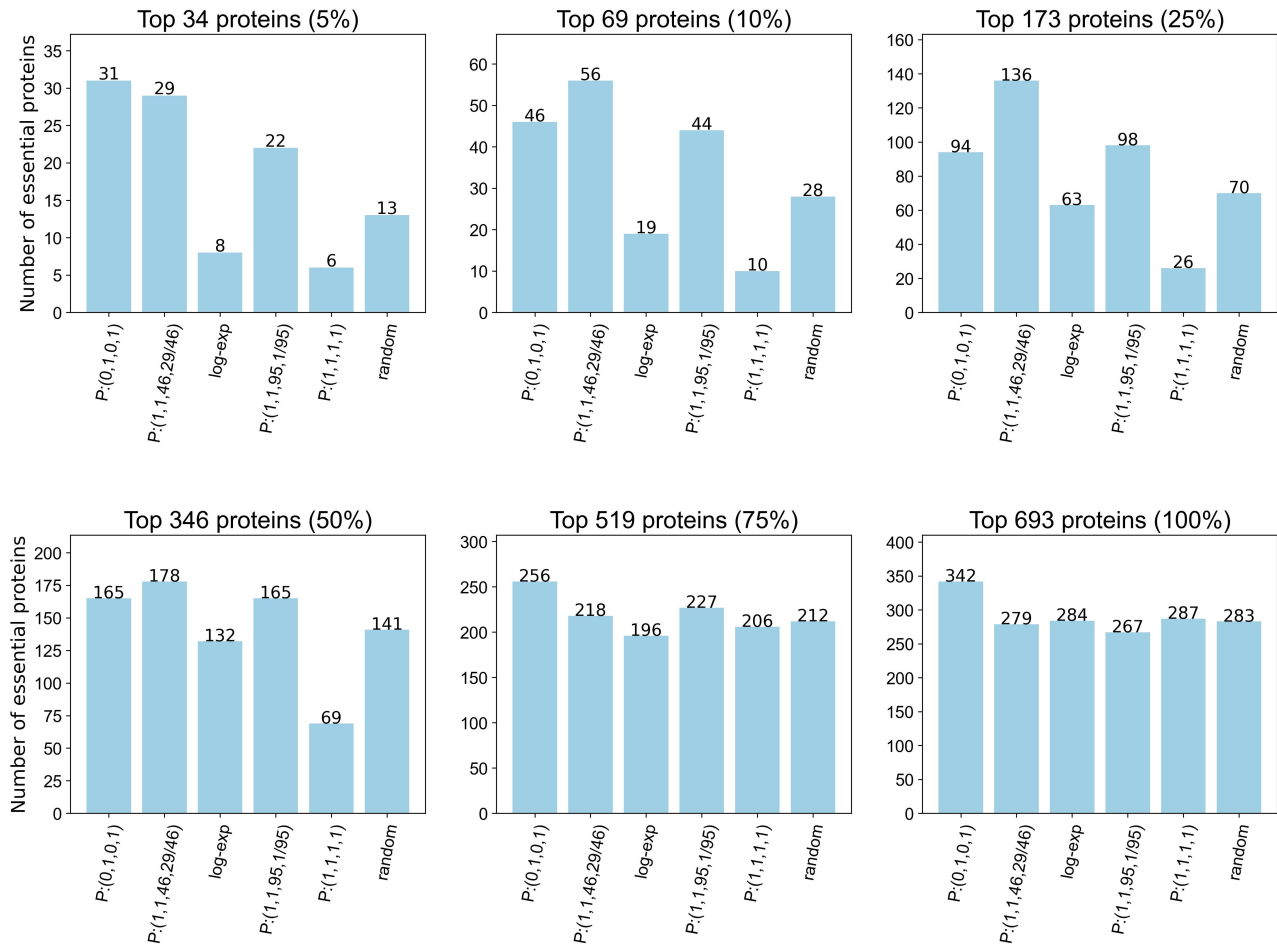 Top 34 proteins (5%)
Number of essential proteins
35
30
25
20
15
10
5
0
31
29
8
22
6
13
P:(0,1,0,1)
P:(1,1,46,29/46)
log-exp
P:(1,1,95,1/95)
P:(1,1,1,1)
random
Top 69 proteins (10%)
60
50
40
30
20
10
0
46
56
19
44
10
28
P:(0,1,0,1)
P:(1,1,46,29/46)
log-exp
P:(1,1,95,1/95)
P:(1,1,1,1)
random
Top 173 proteins (25%)
160
140
120
100
80
60
40
20
0
94
136
63
98
26
70
P:(0,1,0,1)
P:(1,1,46,29/46)
log-exp
P:(1,1,95,1/95)
P:(1,1,1,1)
random
Top 346 proteins (50%)
Number of essential proteins
200
175
150
125
100
75
50
25
0
165
178
132
165
69
141
P:(0,1,0,1)
P:(1,1,46,29/46)
log-exp
P:(1,1,95,1/95)
P:(1,1,1,1)
random
Top 519 proteins (75%)
300
250
200
150
100
50
0
256
218
196
227
206
212
P:(0,1,0,1)
P:(1,1,46,29/46)
log-exp
P:(1,1,95,1/95)
P:(1,1,1,1)
random
Top 693 proteins (100%)
400
350
300
250
200
150
100
50
0
342
279
284
267
287
283
P:(0,1,0,1)
P:(1,1,46,29/46)
log-exp
P:(1,1,95,1/95)
P:(1,1,1,1)
random